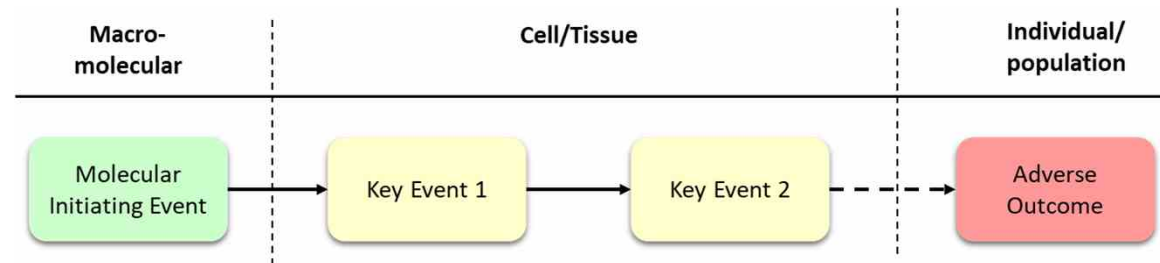 Macro-
molecular
Cell/Tissue
Individual/
population
Molecular
Initiating Event
Key Event 1
Key Event 2
Adverse
Outcome